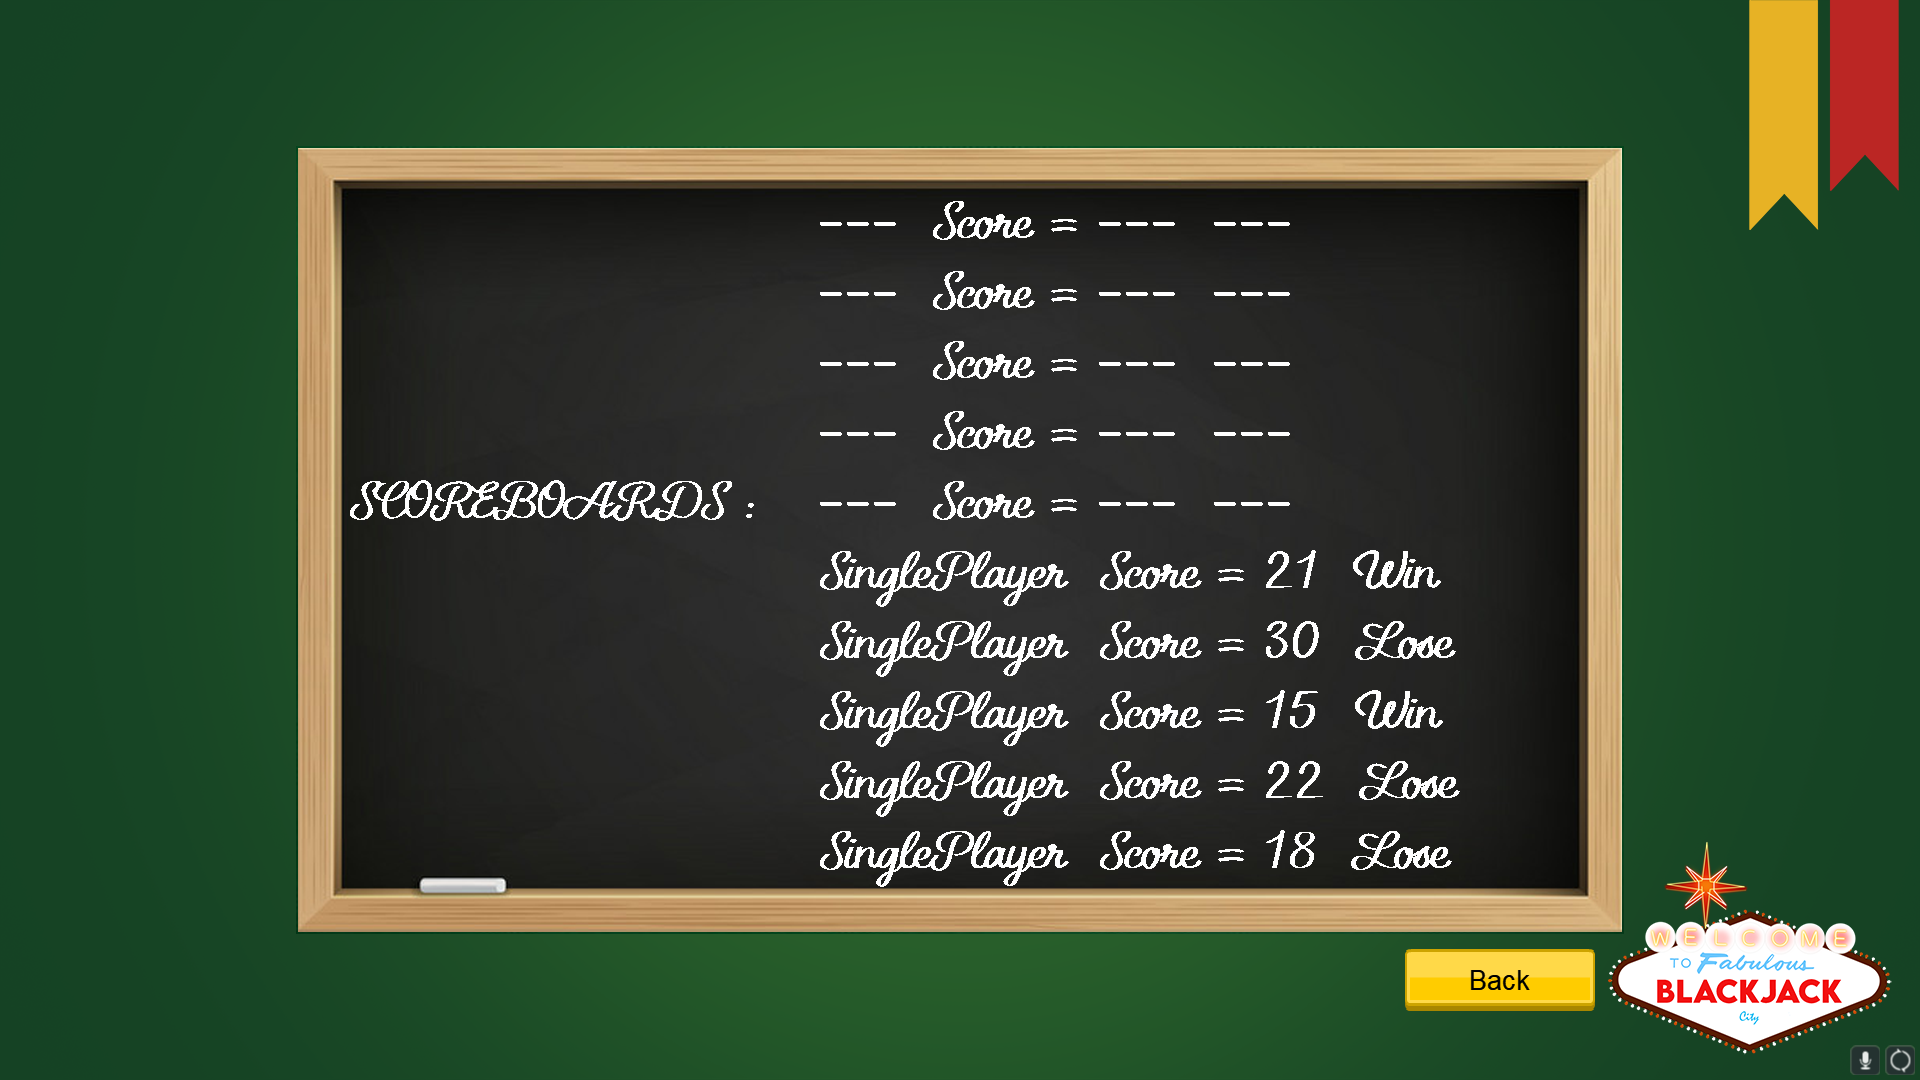 --- Score = --- ---
--- Score = --- ---
--- Score = --- ---
--- Score = --- ---
SCOREBOARDS : --- Score = --- ---
SinglePlayer Score = 21 Win
SinglePlayer Score = 30 Lose
SinglePlayer Score = 15 Win
SinglePlayer Score = 22 Lose
SinglePlayer Score = 18 Lose
Back
WELCOME
TO Fabulous
BLACKJACK
City